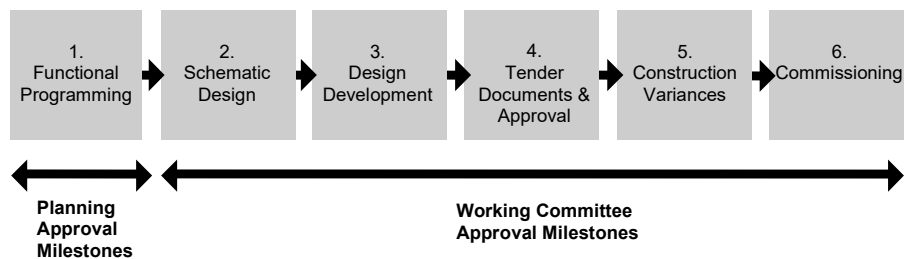 1.
Functional
Programming
2.
Schematic
Design
3.
Design
Development
4.
Tender
Documents &
Approval
5.
Construction
Variances
6.
Commissioning
Planning
Approval
Milestones
Working Committee
Approval Milestones